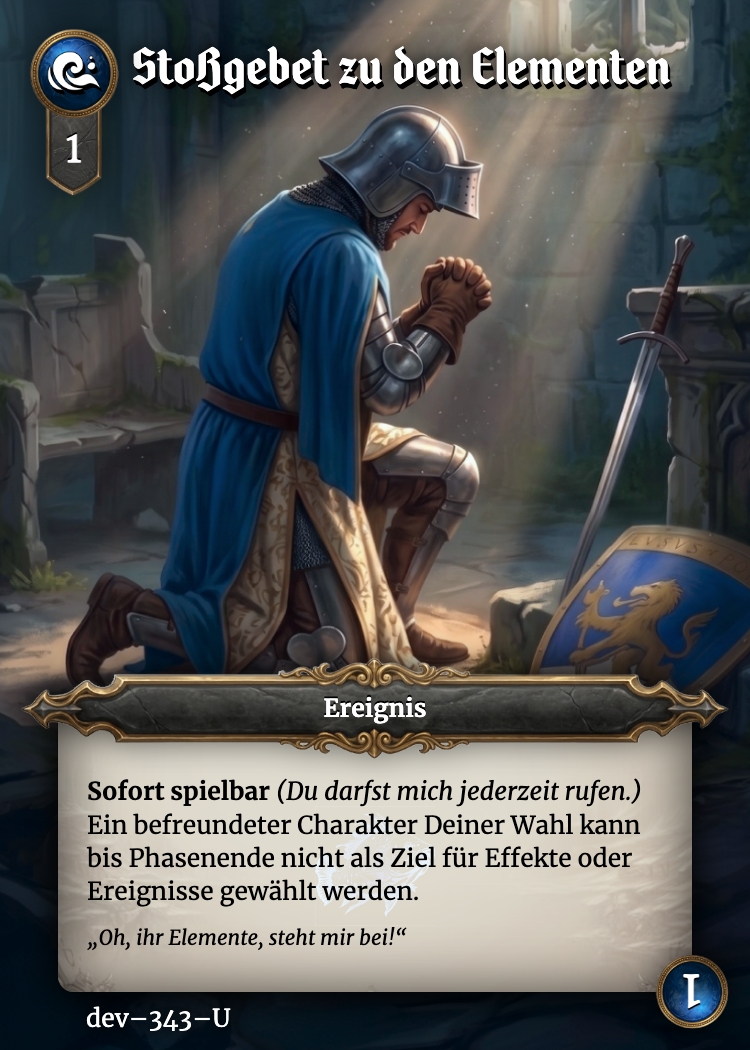 Stoßgebet zu den Elementen
1
Ereignis
Sofort spielbar (Du darfst mich jederzeit rufen.)
Ein befreundeter Charakter Deiner Wahl kann
bis Phasenende nicht als Ziel für Effekte oder
Ereignisse gewählt werden.
„Oh, ihr Elemente, steht mir bei!“
1
dev–343–U